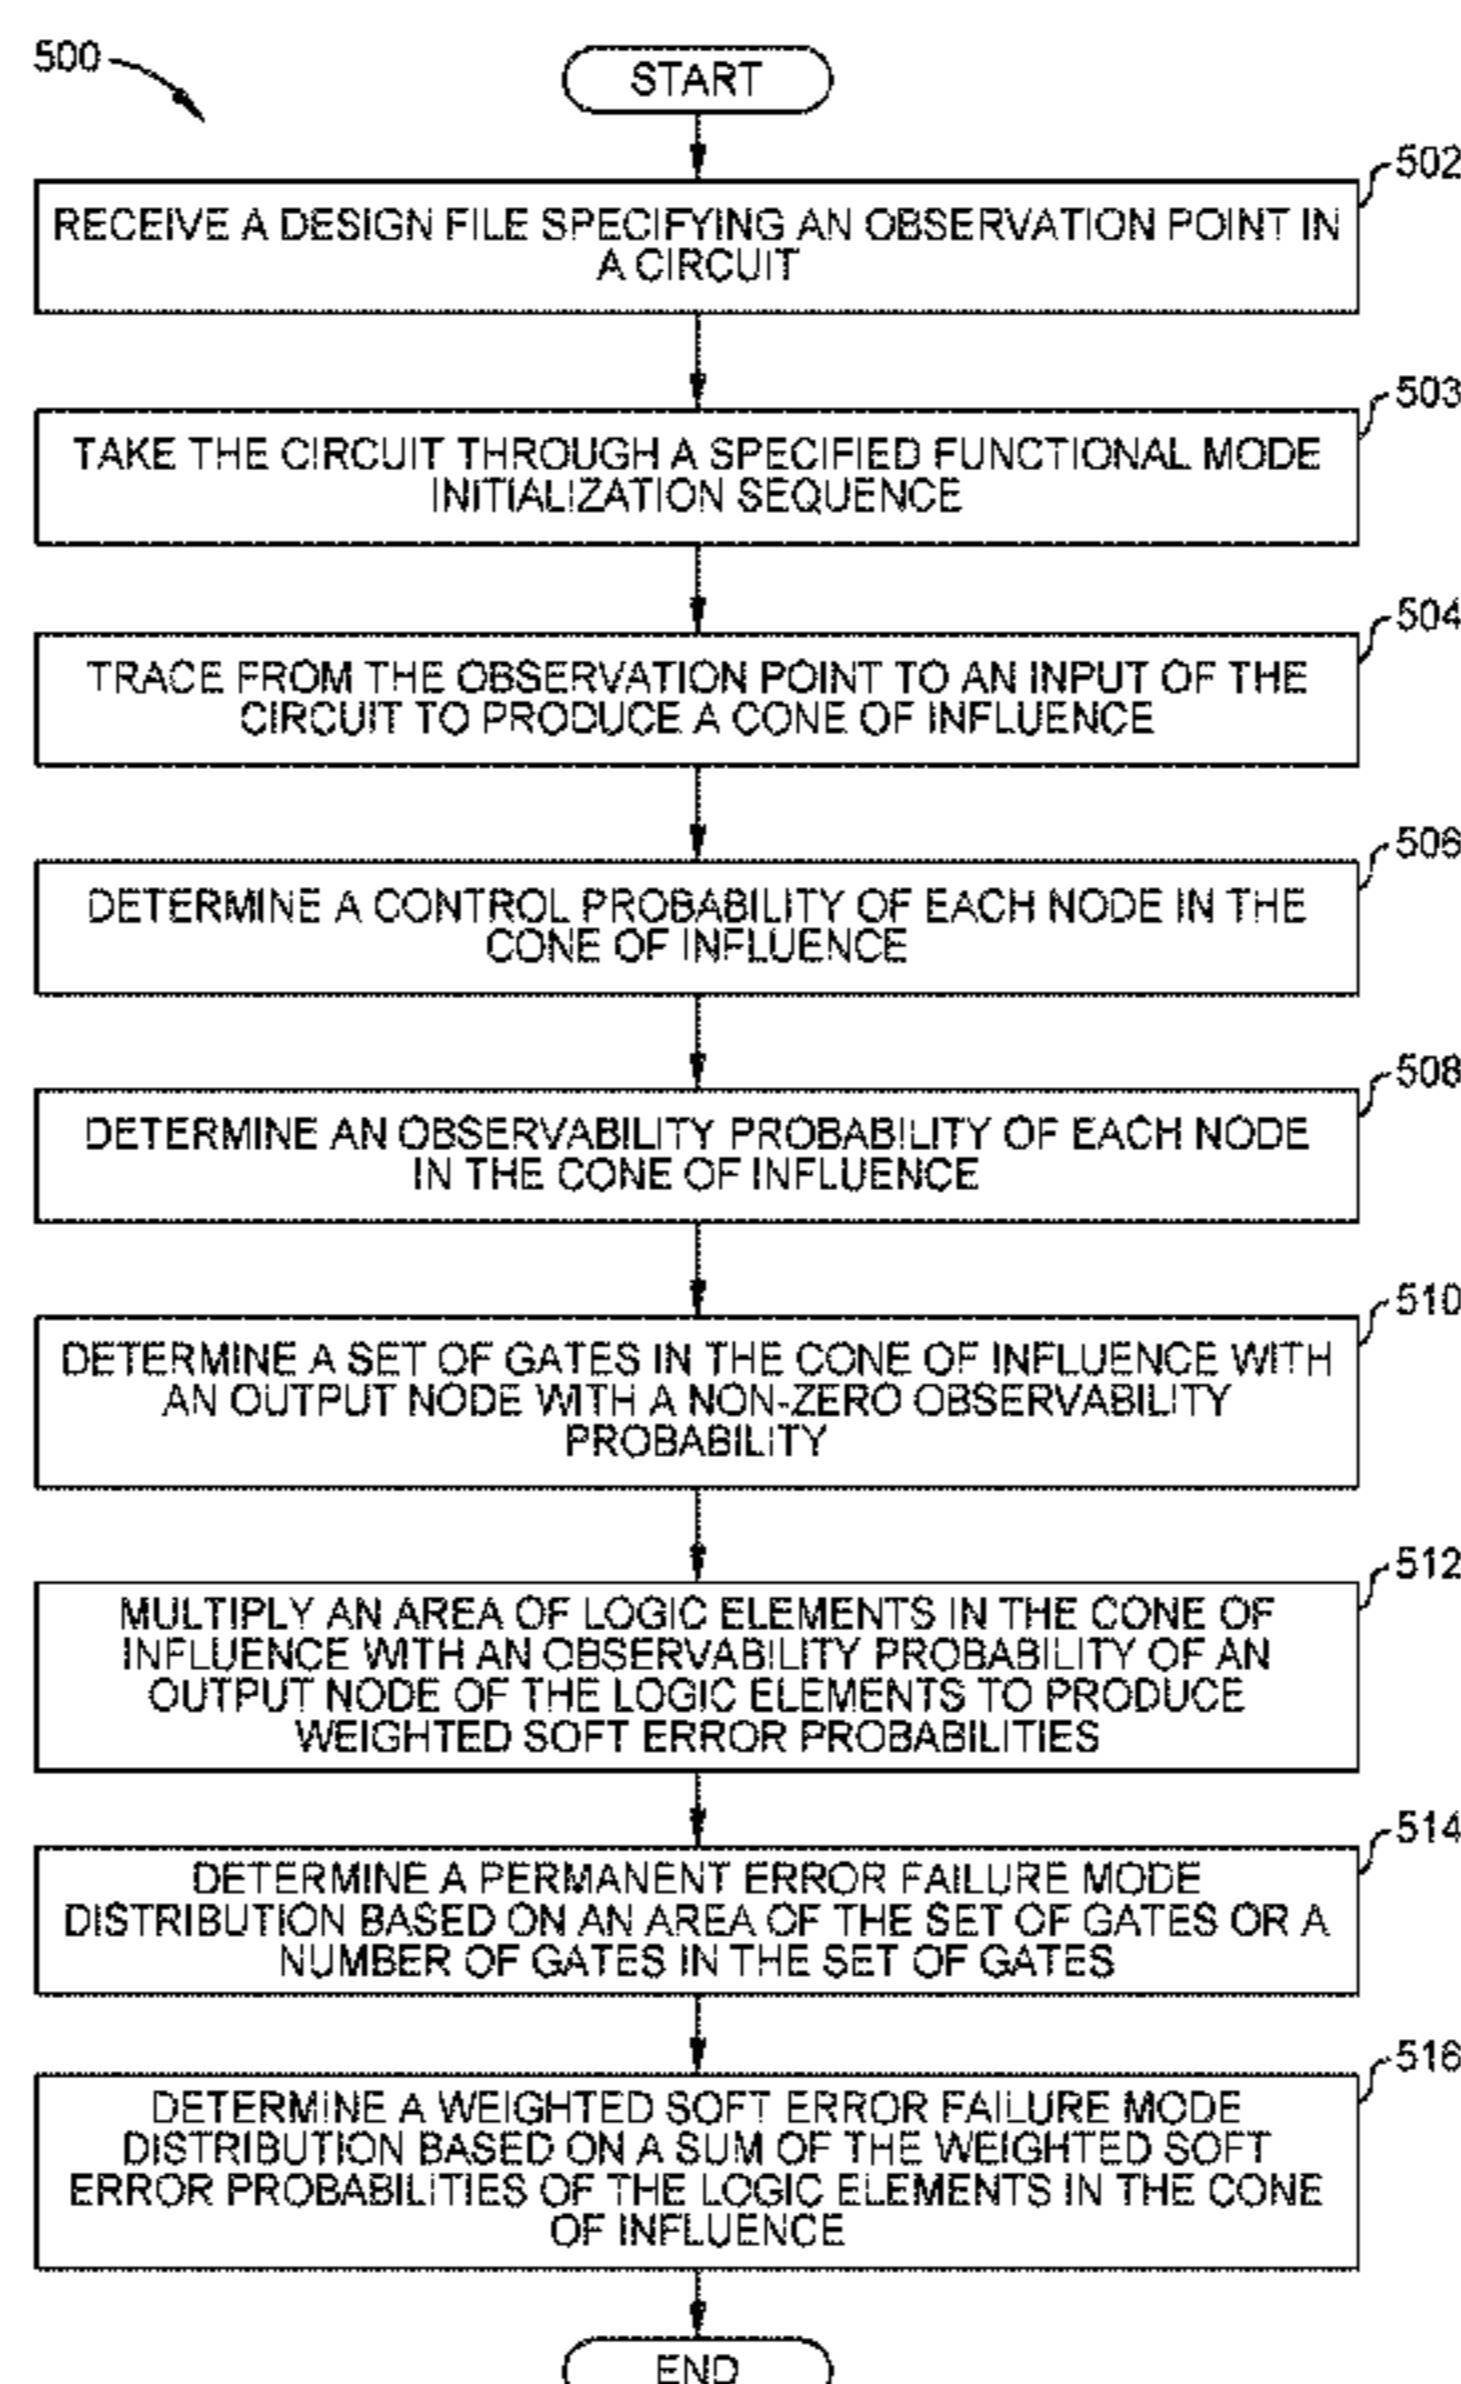 500
START
502
RECEIVE A DESIGN FILE SPECIFYING AN OBSERVATION POINT IN
A CIRCUIT
503
TAKE THE CIRCUIT THROUGH A SPECIFIED FUNCTIONAL MODE
INITIALIZATION SEQUENCE
504
TRACE FROM THE OBSERVATION POINT TO AN INPUT OF THE
CIRCUIT TO PRODUCE A CONE OF INFLUENCE
506
DETERMINE A CONTROL PROBABILITY OF EACH NODE IN THE
CONE OF INFLUENCE
508
DETERMINE AN OBSERVABILITY PROBABILITY OF EACH NODE
IN THE CONE OF INFLUENCE
510
DETERMINE A SET OF GATES IN THE CONE OF INFLUENCE WITH
AN OUTPUT NODE WITH A NON-ZERO OBSERVABILITY
PROBABILITY
512
MULTIPLY AN AREA OF LOGIC ELEMENTS IN THE CONE OF
INFLUENCE WITH AN OBSERVABILITY PROBABILITY OF AN
OUTPUT NODE OF THE LOGIC ELEMENTS TO PRODUCE
WEIGHTED SOFT ERROR PROBABILITIES
514
DETERMINE A PERMANENT ERROR FAILURE MODE
DISTRIBUTION BASED ON AN AREA OF THE SET OF GATES OR A
NUMBER OF GATES IN THE SET OF GATES
516
DETERMINE A WEIGHTED SOFT ERROR FAILURE MODE
DISTRIBUTION BASED ON A SUM OF THE WEIGHTED SOFT
ERROR PROBABILITIES OF THE LOGIC ELEMENTS IN THE CONE
OF INFLUENCE
END